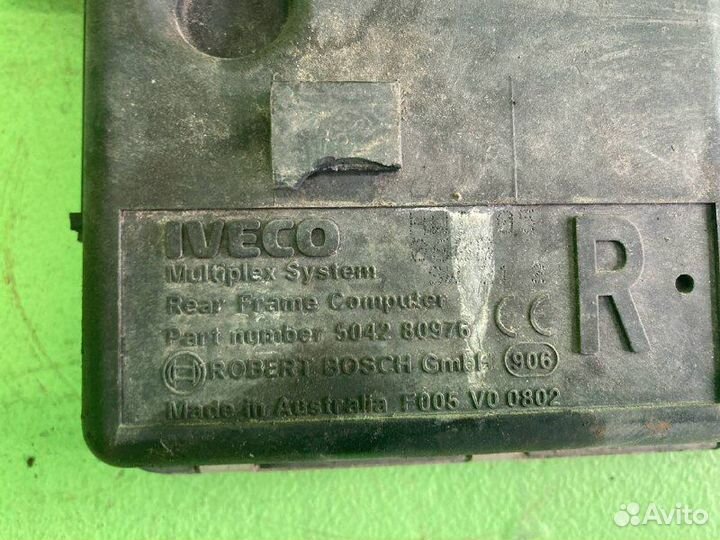 IVECO
Multiplex System
Rear Frame Computer
Part number 5042 80976
CE
R
ROBERT BOSCH GmbH
906
Made in Australia F005 V0 0802
Avito